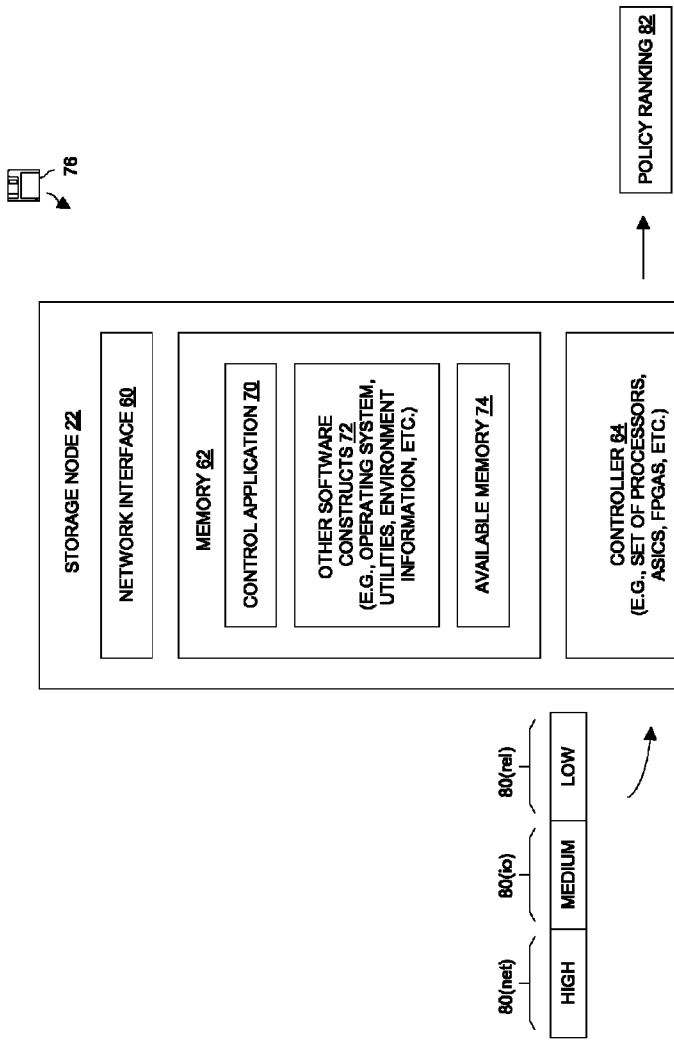 76
STORAGE NODE 22
NETWORK INTERFACE 60
MEMORY 62
CONTROL APPLICATION 70
OTHER SOFTWARE
CONSTRUCTS 72
(E.G., OPERATING SYSTEM,
UTILITIES, ENVIRONMENT
INFORMATION, ETC.)
AVAILABLE MEMORY 74
CONTROLLER 64
(E.G., SET OF PROCESSORS,
ASICS, FPGAS, ETC.)
80(net)
80(io)
80(rel)
HIGH
MEDIUM
LOW
POLICY RANKING 82